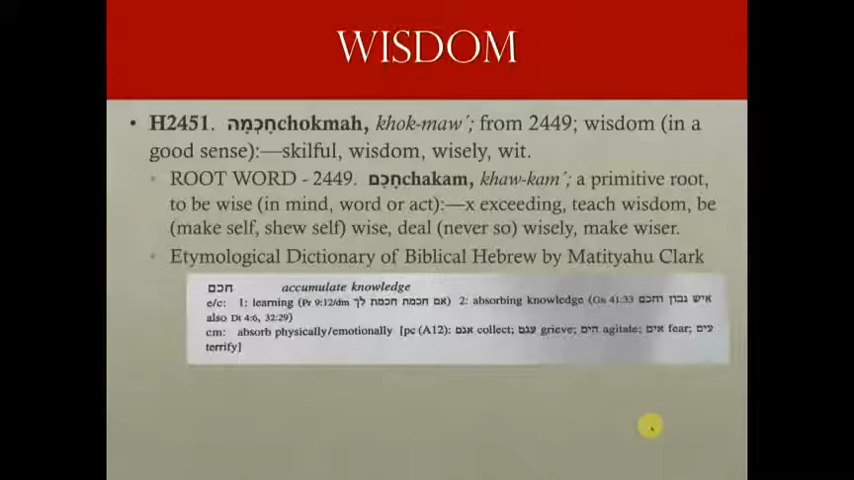 WISDOM
• H2451. חָכְמָהchokmah, khok-maw´; from 2449; wisdom (in a
good sense):—skilful, wisdom, wisely, wit.
ROOT WORD - 2449. חָכַםchakam, khaw-kam´; a primitive root,
to be wise (in mind, word or act):—x exceeding, teach wisdom, be
(make self, shew self) wise, deal (never so) wisely, make wiser.
Etymological Dictionary of Biblical Hebrew by Matityahu Clark
חכם accumulate knowledge
e/c: 1: learning (Pr 9:12/dm אם חכמת חכמת לך) 2: absorbing knowledge (Gn 41:33 איש נבון וחכם
also Dt 4:6, 32:29)
cm: absorb physically/emotionally [pc (A12): אגם collect; עגם grieve; הים agitate; אים fear; עים
terrify]